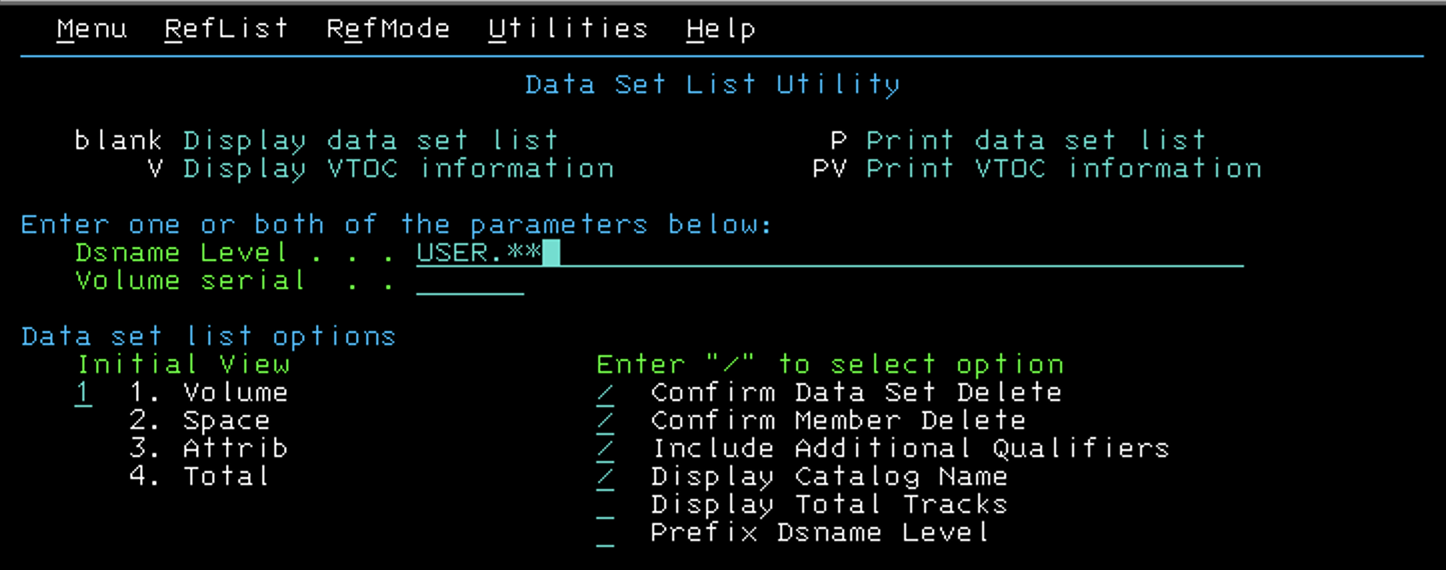 Menu RefList RefMode Utilities Help
Data Set List Utility
blank Display data set list P Print data set list
V Display VTOC information PV Print VTOC information
Enter one or both of the parameters below:
Dsname Level . . . USER.**
Volume serial . .
Data set list options
Initial View Enter "/" to select option
1 1. Volume / Confirm Data Set Delete
2. Space / Confirm Member Delete
3. Attrib / Include Additional Qualifiers
4. Total / Display Catalog Name
Display Total Tracks
Prefix Dsname Level